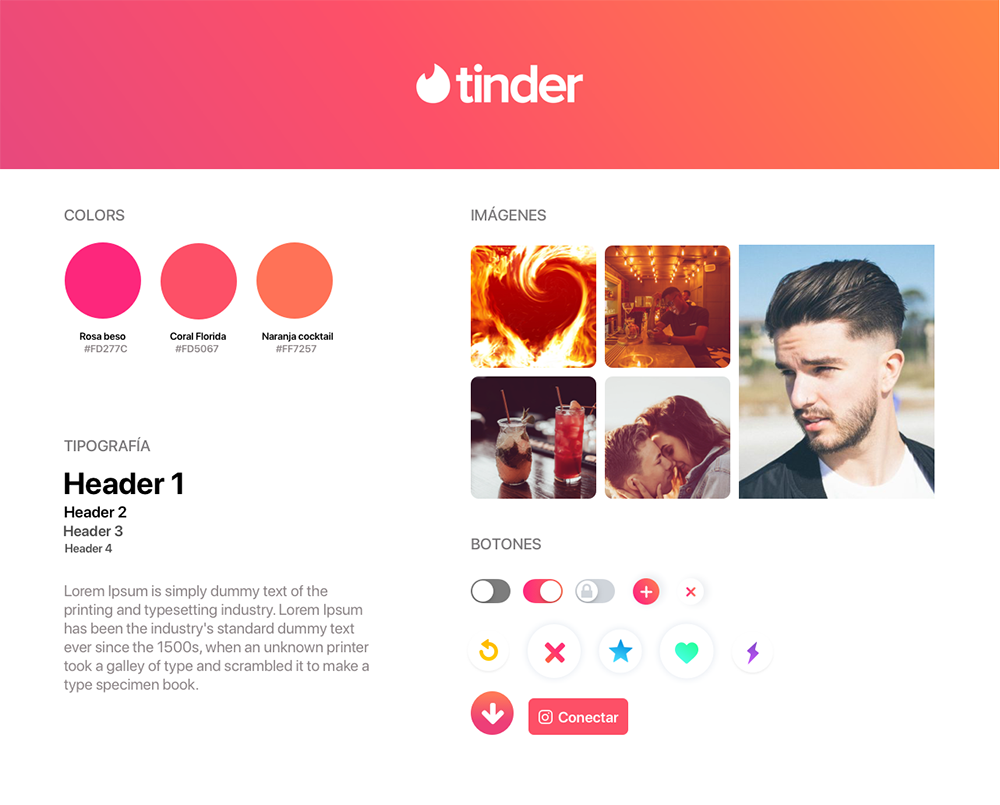 tinder
COLORS
Rosa beso
#FD277C
Coral Florida
#FD5067
Naranja cocktail
#FF7257
TIPOGRAFÍA
Header 1
Header 2
Header 3
Header 4
Lorem Ipsum is simply dummy text of the
printing and typesetting industry. Lorem Ipsum
has been the industry's standard dummy text
ever since the 1500s, when an unknown printer
took a galley of type and scrambled it to make a
type specimen book.
IMÁGENES
BOTONES
Conectar